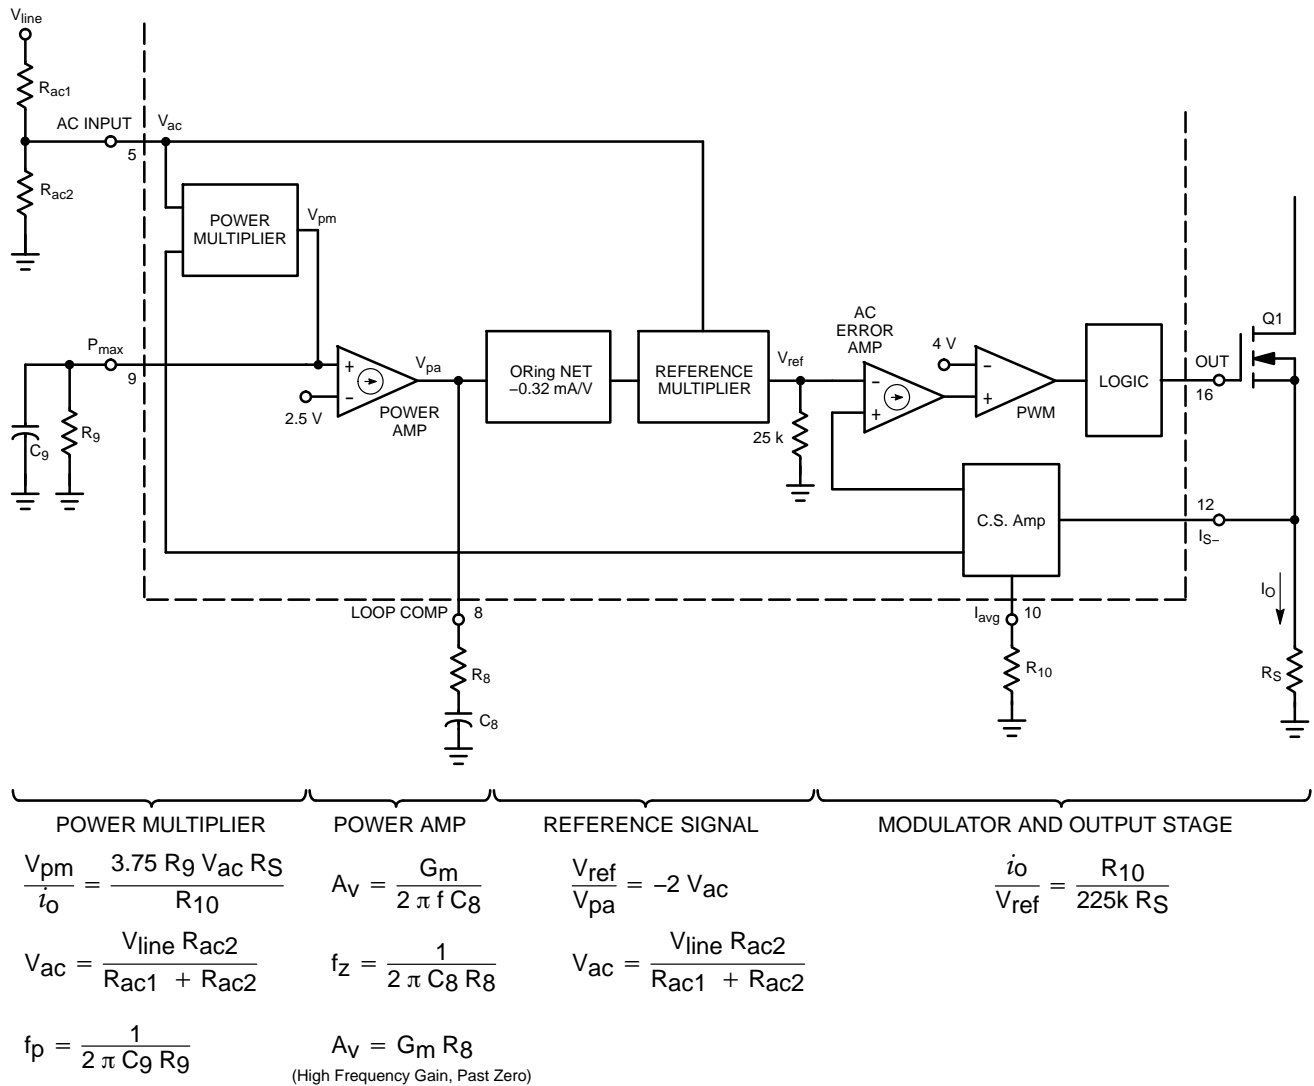 Vline
Rac1
AC INPUT
5
Vac
Rac2
POWER
MULTIPLIER
Vpm
Pmax
9
R9
C9
2.5 V
+
–
POWER
AMP
Vpa
ORing NET
–0.32 mA/V
REFERENCE
MULTIPLIER
Vref
25 k
AC
ERROR
AMP
–
+
4 V
–
+
PWM
LOGIC
OUT
16
Q1
C.S. Amp
12
IS–
IO
RS
LOOP COMP
8
R8
C8
Iavg
10
R10
POWER MULTIPLIER
Vpm / io = 3.75 R9 Vac RS / R10
Vac = Vline Rac2 / Rac1 + Rac2
fp = 1 / 2 π C9 R9
POWER AMP
Av = Gm / 2 π f C8
fz = 1 / 2 π C8 R8
Av = Gm R8
(High Frequency Gain, Past Zero)
REFERENCE SIGNAL
Vref / Vpa = –2 Vac
Vac = Vline Rac2 / Rac1 + Rac2
MODULATOR AND OUTPUT STAGE
io / Vref = R10 / 225k RS